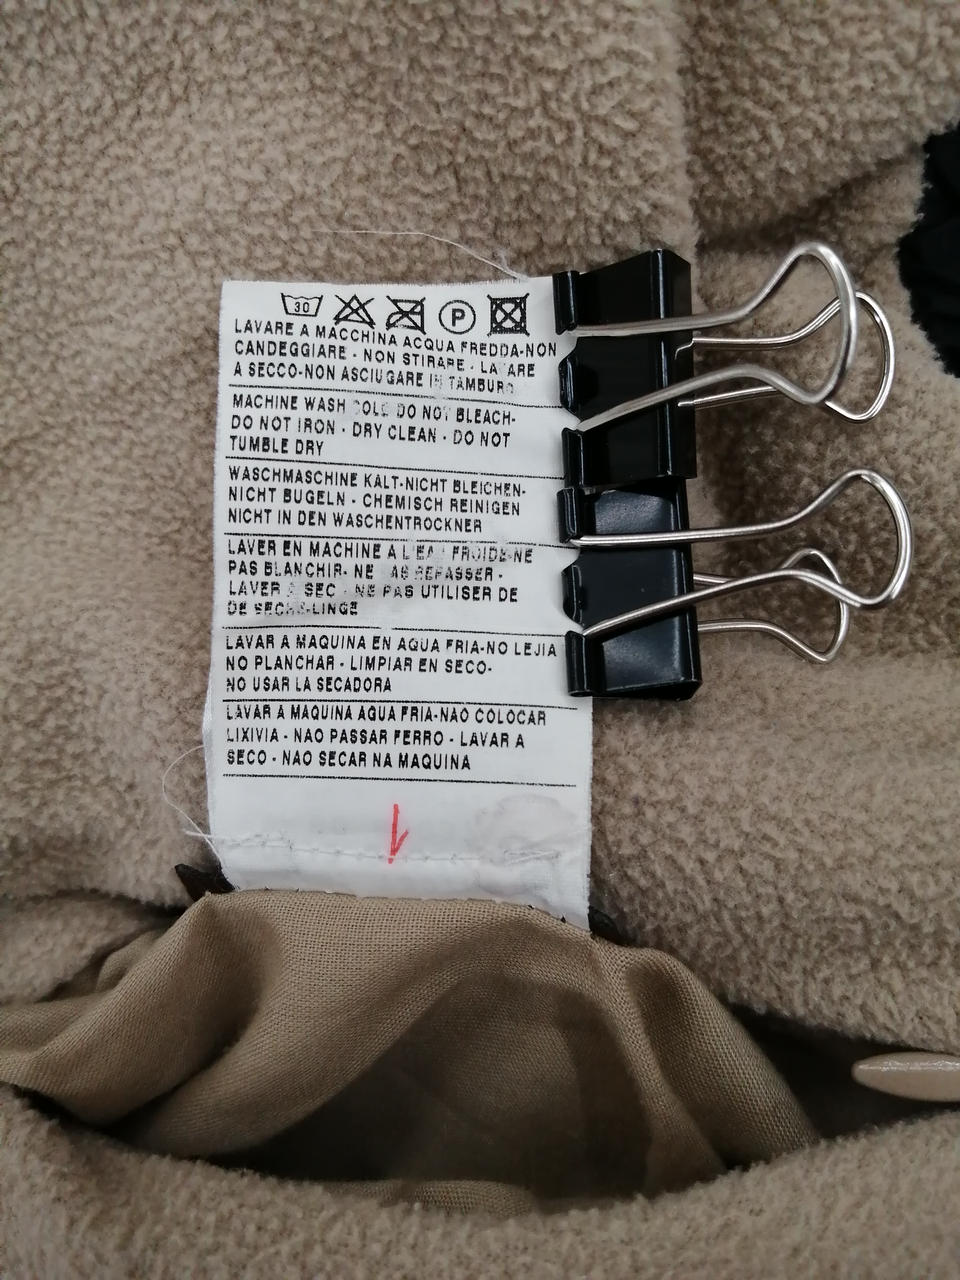 30 P
LAVARE A MACCHINA ACQUA FREDDA-NON
CANDEGGIARE - NON STIRARE - LAVARE
A SECCO-NON ASCIUGARE IN TAMBURO
MACHINE WASH COLD DO NOT BLEACH-
DO NOT IRON - DRY CLEAN - DO NOT
TUMBLE DRY
WASCHMASCHINE KALT-NICHT BLEICHEN-
NICHT BUGELN - CHEMISCH REINIGEN
NICHT IN DEN WASCHENTROCKNER
LAVER EN MACHINE A L'EAU FROIDE-NE
PAS BLANCHIR- NE PAS REPASSER -
LAVER A SEC - NE PAS UTILISER DE
DE SECHE-LINGE
LAVAR A MAQUINA EN AQUA FRIA-NO LEJIA
NO PLANCHAR - LIMPIAR EN SECO-
NO USAR LA SECADORA
LAVAR A MAQUINA AGUA FRIA-NAO COLOCAR
LIXIVIA - NAO PASSAR FERRO - LAVAR A
SECO - NAO SECAR NA MAQUINA